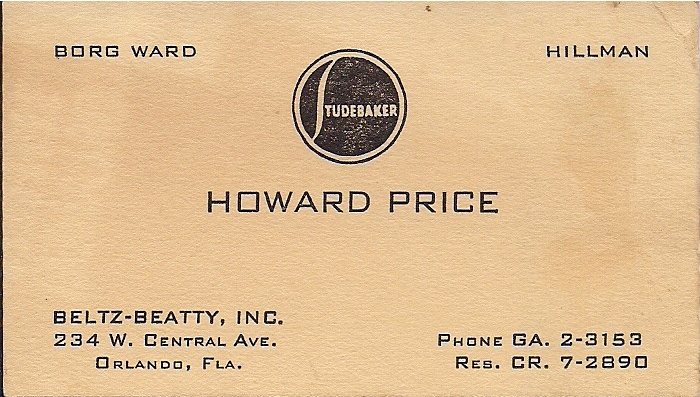 BORG WARD
HILLMAN
STUDEBAKER
HOWARD PRICE
BELTZ-BEATTY, INC.
234 W. CENTRAL AVE.
ORLANDO, FLA.
PHONE GA. 2-3153
RES. CR. 7-2890